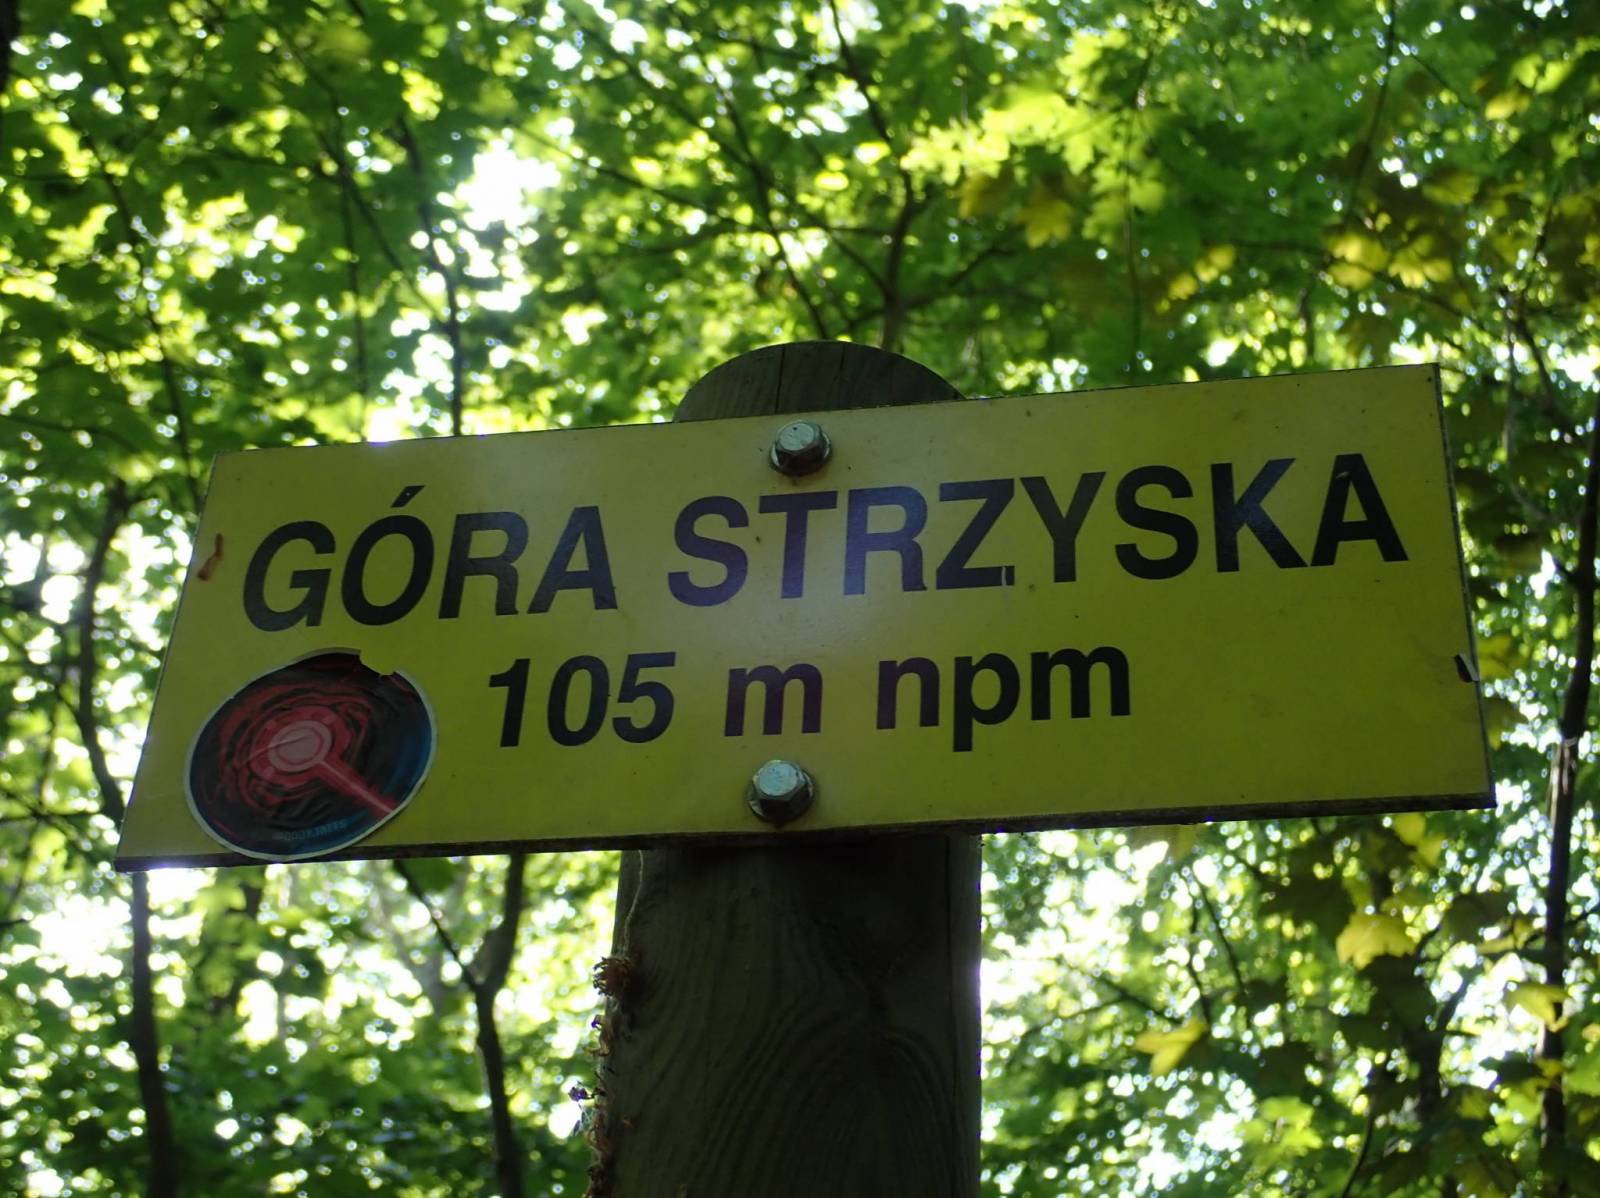 GÓRA STRZYSKA
105 m npm